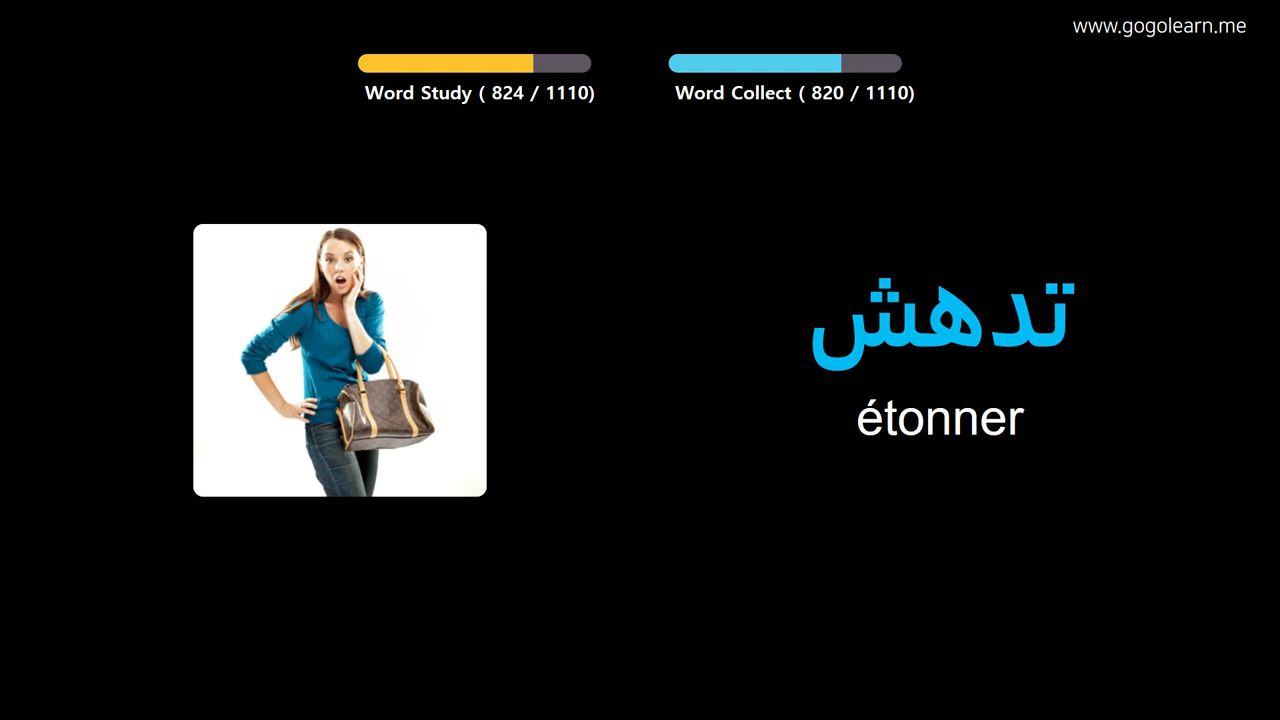 www.gogolearn.me
Word Study ( 824 / 1110)
Word Collect ( 820 / 1110)
تدهش
étonner